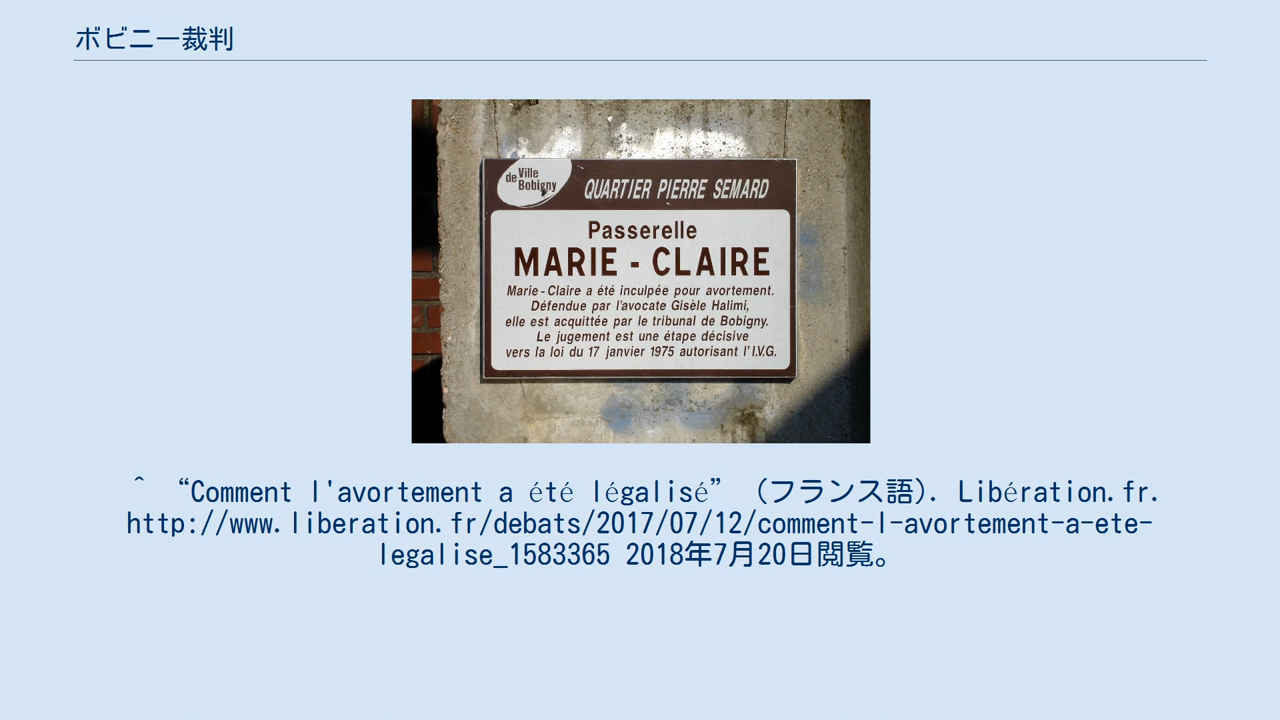 ボビニー裁判
de Ville
Bobigny
QUARTIER PIERRE SEMARD
Passerelle
MARIE - CLAIRE
Marie-Claire a été inculpée pour avortement.
Défendue par l'avocate Gisèle Halimi,
elle est acquittée par le tribunal de Bobigny.
Le jugement est une étape décisive
vers la loi du 17 janvier 1975 autorisant l'I.V.G.
^ “Comment l'avortement a été légalisé” (フランス語). Libération.fr.
http://www.liberation.fr/debats/2017/07/12/comment-l-avortement-a-ete-
legalise_1583365 2018年7月20日閲覧。